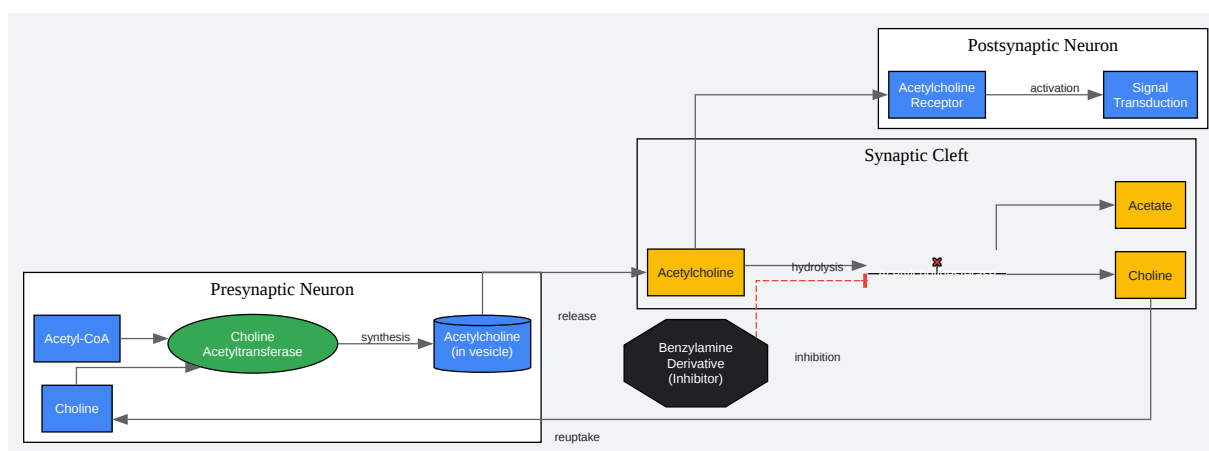 Postsynaptic Neuron
Acetylcholine
Receptor
activation
Signal
Transduction
Synaptic Cleft
Acetate
Acetylcholine
hydrolysis
Choline
Presynaptic Neuron
Acetyl-CoA
Choline
Acetyltransferase
synthesis
Acetylcholine
(in vesicle)
release
Benzylamine
Derivative
(Inhibitor)
inhibition
Choline
reuptake